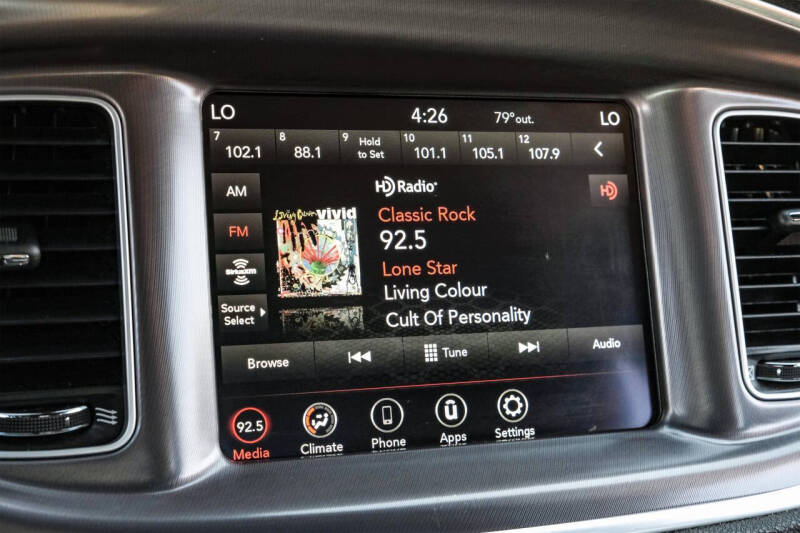 LO 4:26 79°out. LO
7 102.1 8 88.1 9 Hold to Set 10 101.1 11 105.1 12 107.9
AM
HD Radio
HD
FM
Living Colour vivid
Classic Rock
92.5
SiriusXM
Lone Star
Living Colour
Source
Select
Cult Of Personality
Browse Tune Audio
92.5
Media Climate Phone Apps Settings